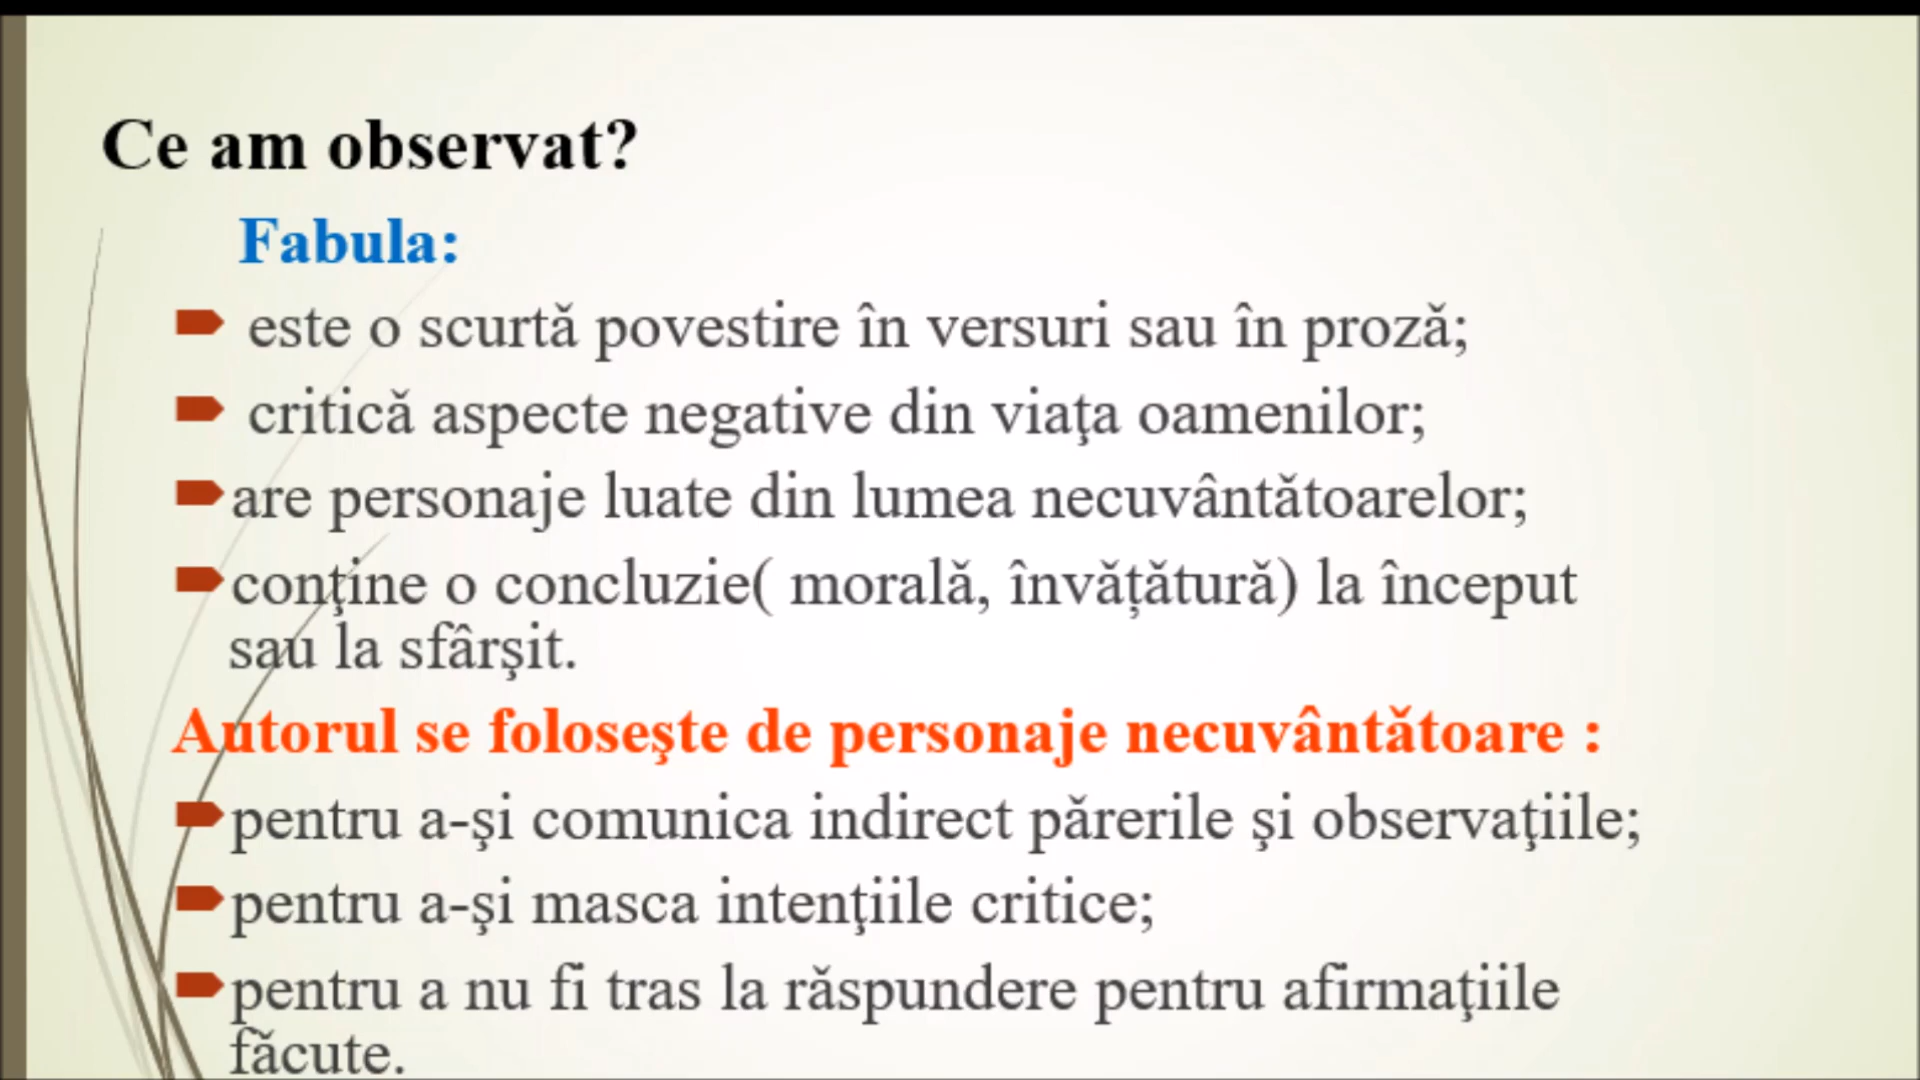 Ce am observat?
Fabula:
este o scurtă povestire în versuri sau în proză;
critică aspecte negative din viaţa oamenilor;
are personaje luate din lumea necuvântătoarelor;
conţine o concluzie( morală, învățătură) la început
sau la sfârşit.
Autorul se foloseşte de personaje necuvântătoare :
pentru a-şi comunica indirect părerile şi observaţiile;
pentru a-şi masca intenţiile critice;
pentru a nu fi tras la răspundere pentru afirmaţiile
făcute.